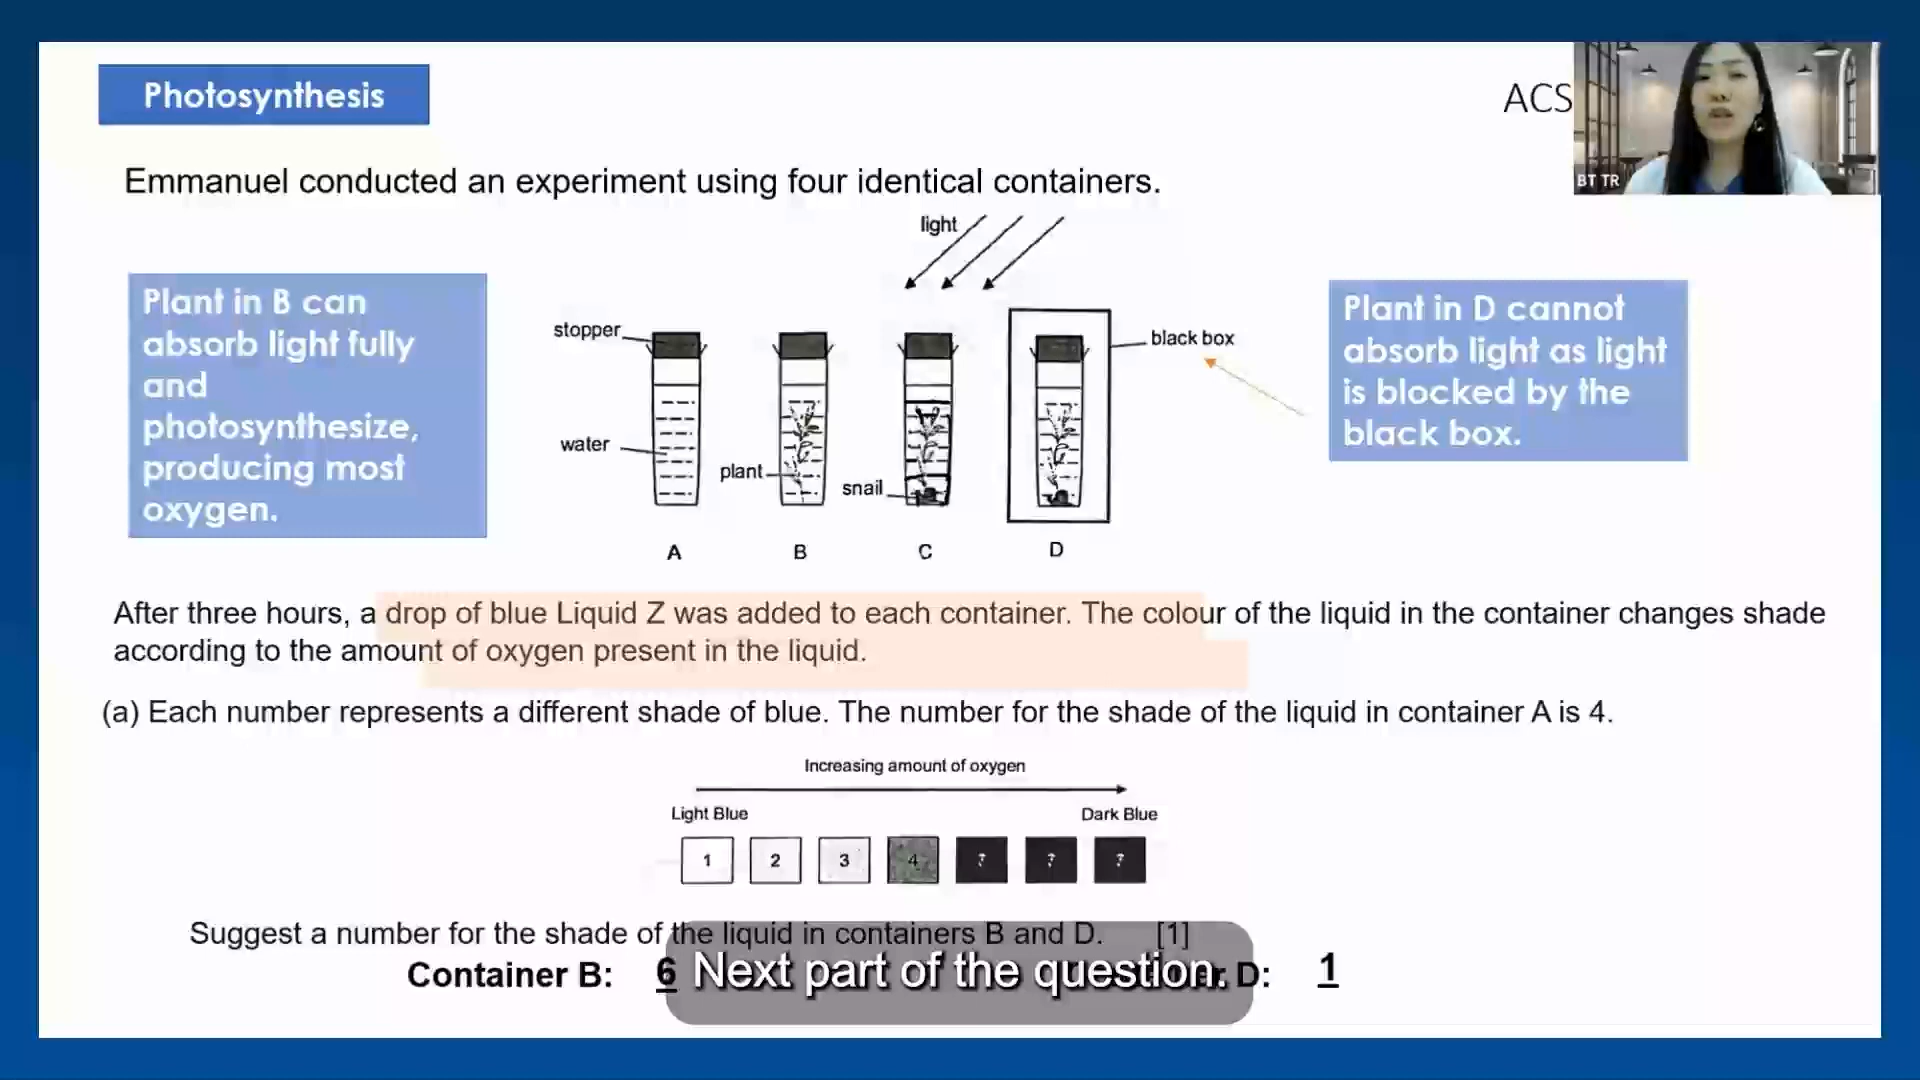 Photosynthesis
ACS
BT TR
Emmanuel conducted an experiment using four identical containers.
light
Plant in B can
absorb light fully
and
photosynthesize,
producing most
oxygen.
stopper
water
plant
snail
black box
Plant in D cannot
absorb light as light
is blocked by the
black box.
A B C D
After three hours, a drop of blue Liquid Z was added to each container. The colour of the liquid in the container changes shade
according to the amount of oxygen present in the liquid.
(a) Each number represents a different shade of blue. The number for the shade of the liquid in container A is 4.
Increasing amount of oxygen
Light Blue Dark Blue
1 2 3 4 ? ? ?
Suggest a number for the shade of the liquid in containers B and D. [1]
Container B: 6 D: 1
Next part of the question.